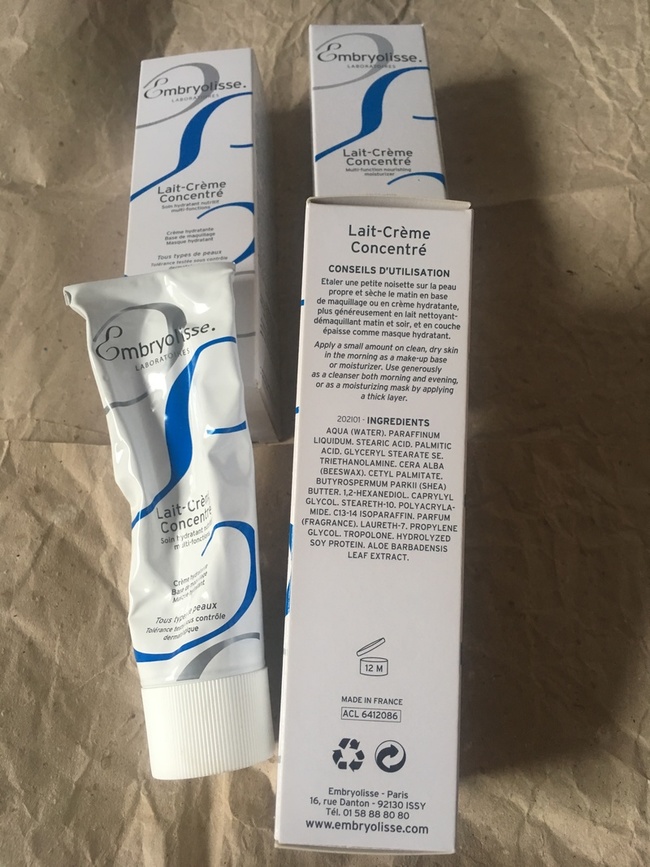 Embryolisse.
LABORATOIRES
Lait-Crème
Concentré
Soin hydratant nutritif
multi-fonctions
Crème hydratante
Base de maquillage
Masque hydratant
Tous types de peaux
Tolérance testée sous contrôle
Embryolisse.
LABORATOIRES
Lait-Crème
Concentré
Multi-function nourishing
moisturizer
Embryolisse.
LABORATOIRES
Lait-Crème
Concentré
Soin hydratant
multi-fonctions
Crème
Base de
Masque
Tous types peaux
Tolérance sous contrôle
dermatologique
Lait-Crème
Concentré
CONSEILS D'UTILISATION
Etaler une petite noisette sur la peau
propre et sèche le matin en base
de maquillage ou en crème hydratante,
plus généreusement en lait nettoyant-
démaquillant matin et soir, et en couche
épaisse comme masque hydratant.
Apply a small amount on clean, dry skin
in the morning as a make-up base
or moisturizer. Use generously
as a cleanser both morning and evening,
or as a moisturizing mask by applying
a thick layer.
202101 - INGREDIENTS
AQUA (WATER). PARAFFINUM
LIQUIDUM. STEARIC ACID. PALMITIC
ACID. GLYCERYL STEARATE SE.
TRIETHANOLAMINE. CERA ALBA
(BEESWAX). CETYL PALMITATE.
BUTYROSPERMUM PARKII (SHEA)
BUTTER. 1,2-HEXANEDIOL. CAPRYLYL
GLYCOL. STEARETH-10. POLYACRYLA-
MIDE. C13-14 ISOPARAFFIN. PARFUM
(FRAGRANCE). LAURETH-7. PROPYLENE
GLYCOL. TROPOLONE. HYDROLYZED
SOY PROTEIN. ALOE BARBADENSIS
LEAF EXTRACT.
12 M
MADE IN FRANCE
ACL 6412086
Embryolisse - Paris
16, rue Danton - 92130 ISSY
Tél. 01 58 88 80 80
www.embryolisse.com